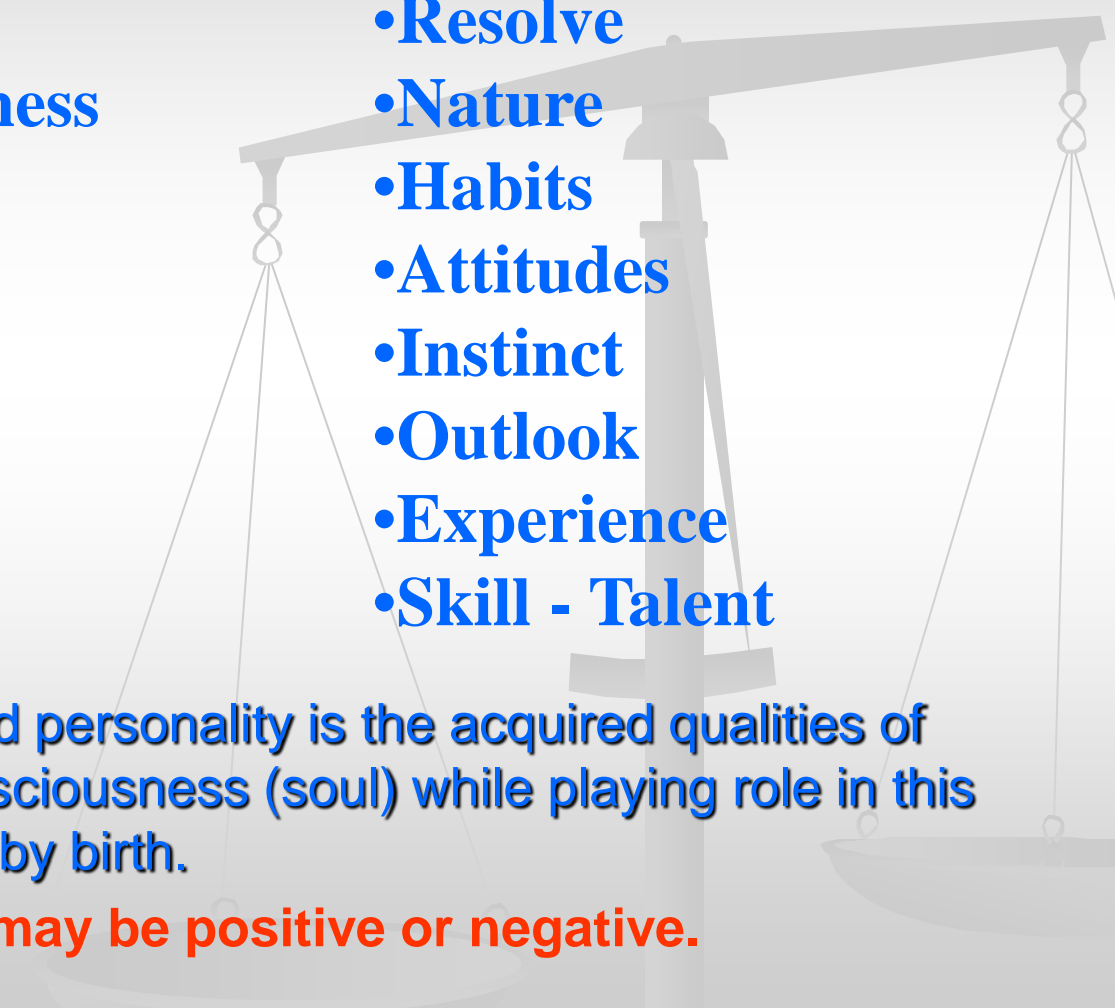 •Resolve
ness
•Nature
•Habits
•Attitudes
•Instinct
•Outlook
•Experience
•Skill - Talent
d personality is the acquired qualities of
sciousness (soul) while playing role in this
by birth.
may be positive or negative.